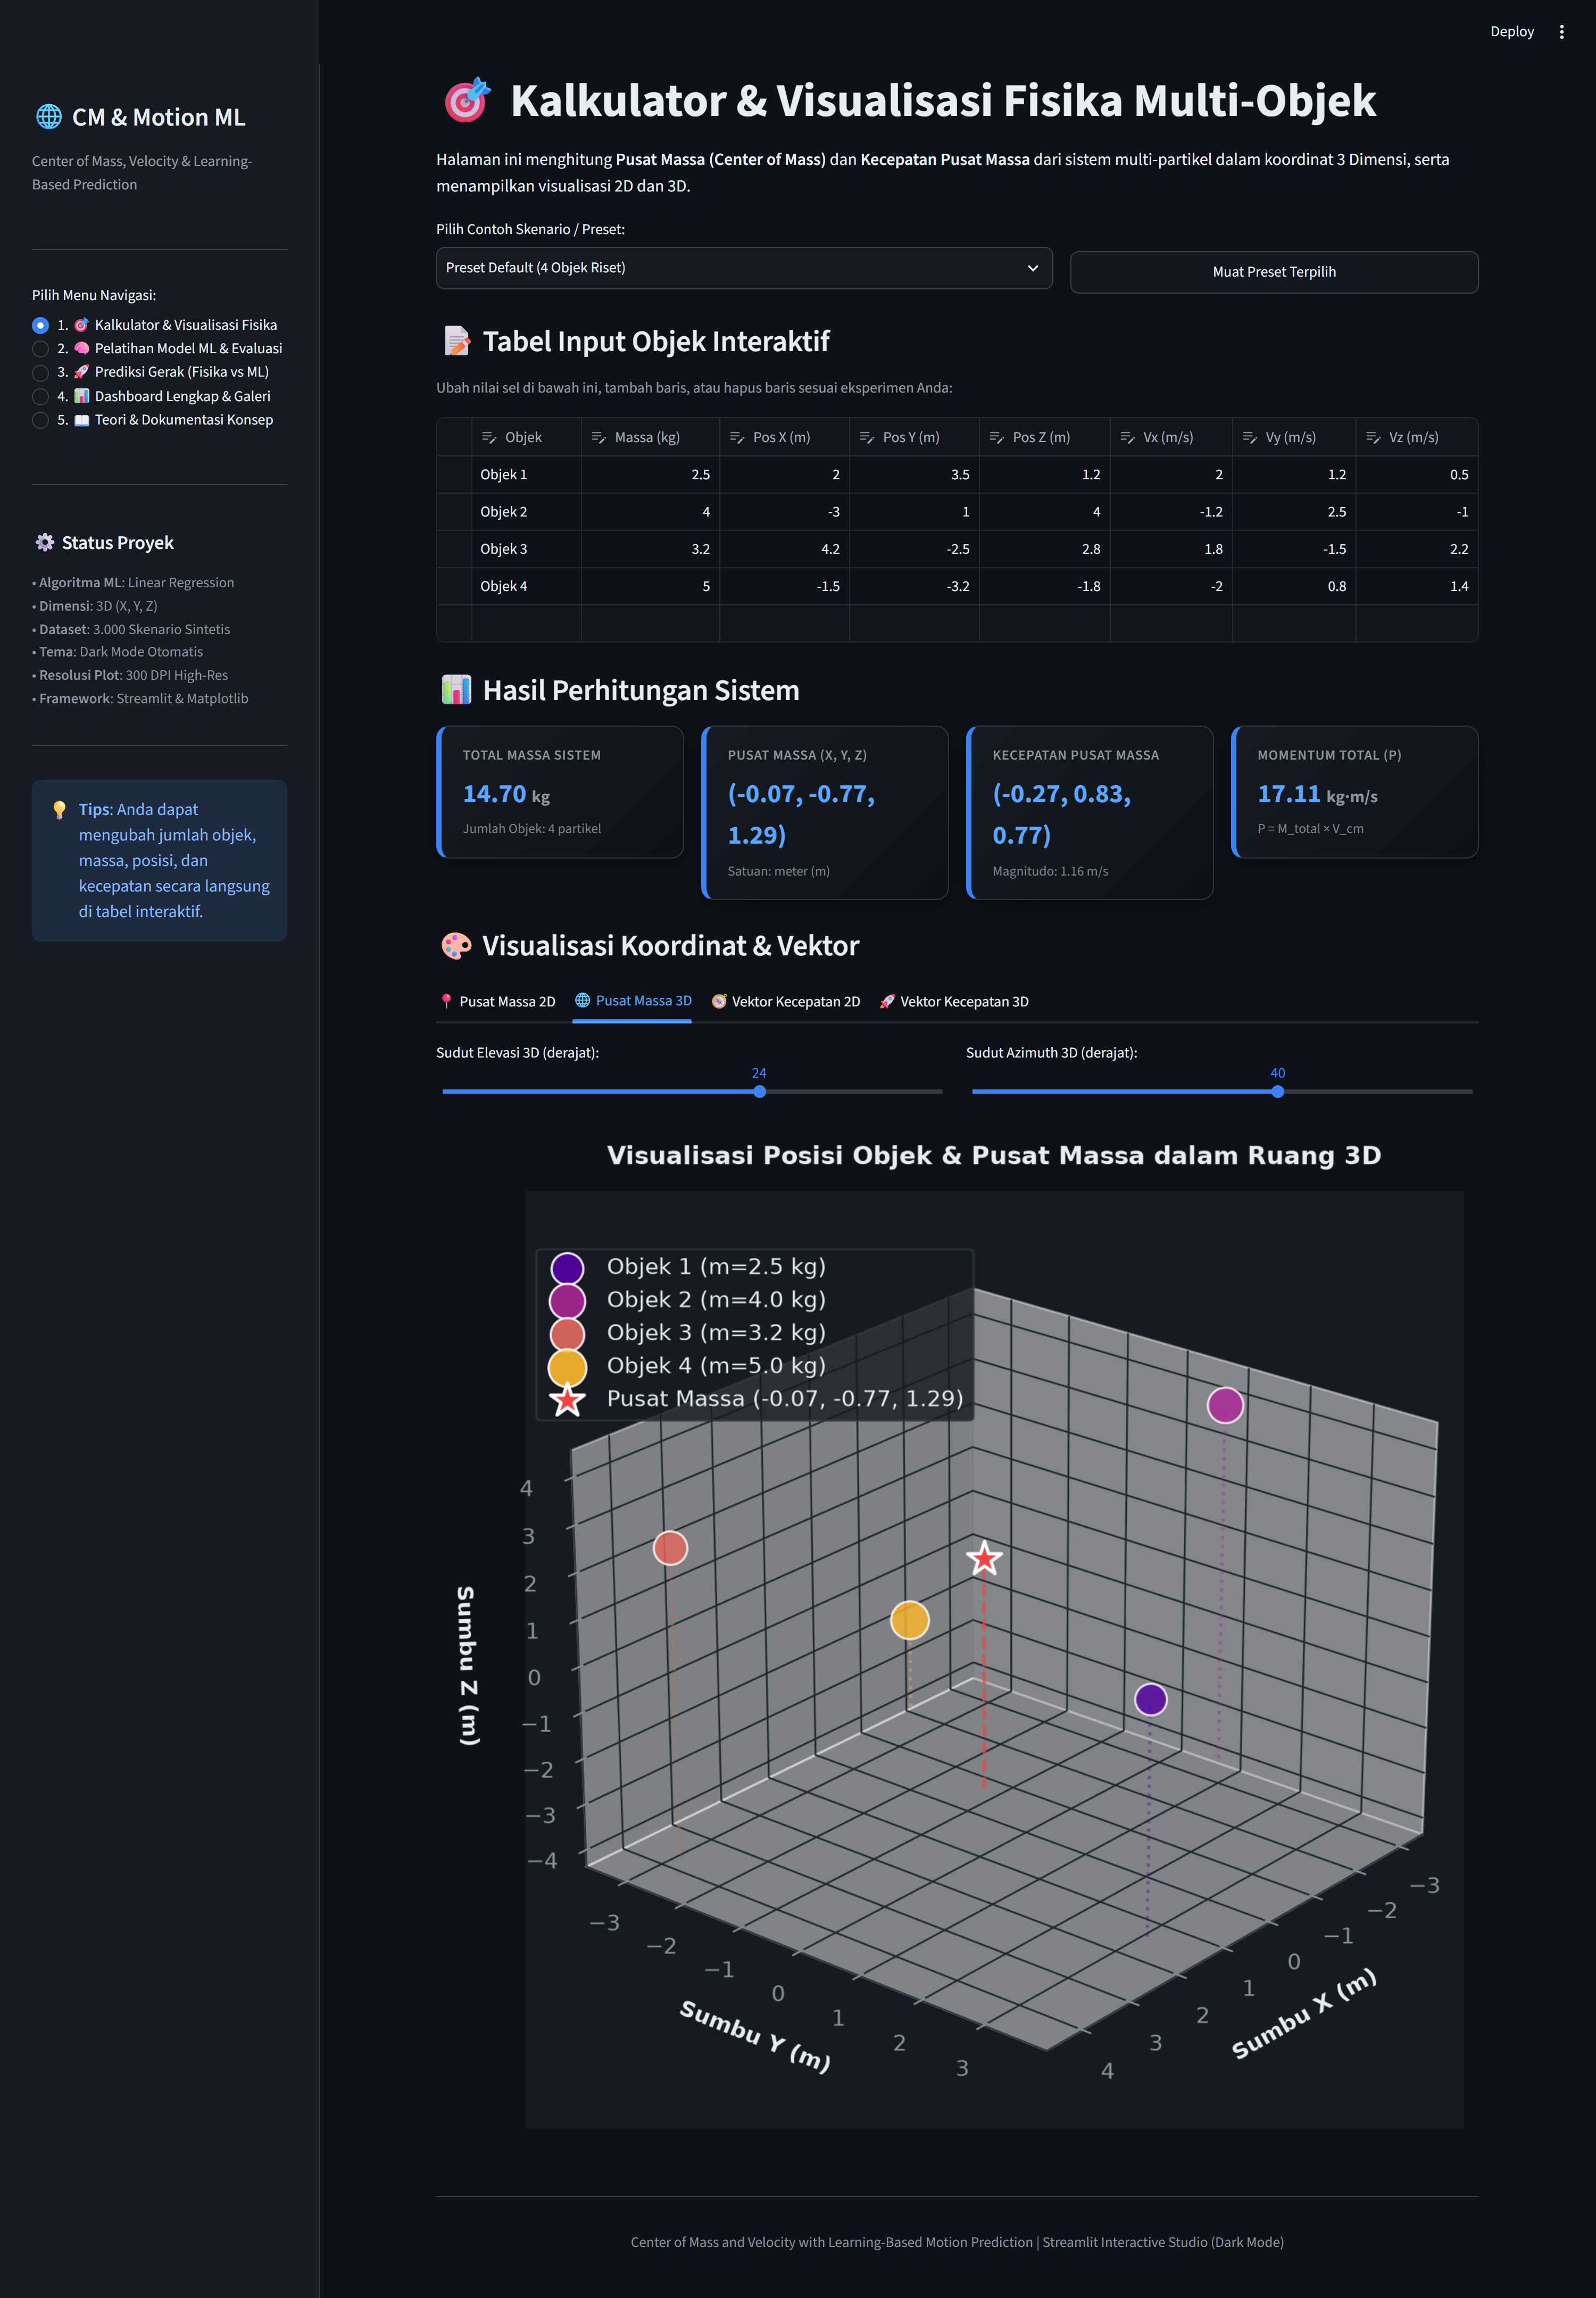 Deploy
CM & Motion ML
Center of Mass, Velocity & Learning-
Based Prediction
Pilih Menu Navigasi:
1. 🎯 Kalkulator & Visualisasi Fisika
2. 🧠 Pelatihan Model ML & Evaluasi
3. 🚀 Prediksi Gerak (Fisika vs ML)
4. 📊 Dashboard Lengkap & Galeri
5. 📖 Teori & Dokumentasi Konsep
Status Proyek
• Algoritma ML: Linear Regression
• Dimensi: 3D (X, Y, Z)
• Dataset: 3.000 Skenario Sintetis
• Tema: Dark Mode Otomatis
• Resolusi Plot: 300 DPI High-Res
• Framework: Streamlit & Matplotlib
Tips: Anda dapat
mengubah jumlah objek,
massa, posisi, dan
kecepatan secara langsung
di tabel interaktif.
Kalkulator & Visualisasi Fisika Multi-Objek
Halaman ini menghitung Pusat Massa (Center of Mass) dan Kecepatan Pusat Massa dari sistem multi-partikel dalam koordinat 3 Dimensi, serta
menampilkan visualisasi 2D dan 3D.
Pilih Contoh Skenario / Preset:
Preset Default (4 Objek Riset)
Muat Preset Terpilih
Tabel Input Objek Interaktif
Ubah nilai sel di bawah ini, tambah baris, atau hapus baris sesuai eksperimen Anda:
Objek Massa (kg) Pos X (m) Pos Y (m) Pos Z (m) Vx (m/s) Vy (m/s) Vz (m/s)
Objek 1 2.5 2 3.5 1.2 2 1.2 0.5
Objek 2 4 -3 1 4 -1.2 2.5 -1
Objek 3 3.2 4.2 -2.5 2.8 1.8 -1.5 2.2
Objek 4 5 -1.5 -3.2 -1.8 -2 0.8 1.4
Hasil Perhitungan Sistem
TOTAL MASSA SISTEM
14.70 kg
Jumlah Objek: 4 partikel
PUSAT MASSA (X, Y, Z)
(-0.07, -0.77,
1.29)
Satuan: meter (m)
KECEPATAN PUSAT MASSA
(-0.27, 0.83,
0.77)
Magnitudo: 1.16 m/s
MOMENTUM TOTAL (P)
17.11 kg·m/s
P = M_total × V_cm
Visualisasi Koordinat & Vektor
Pusat Massa 2D
Pusat Massa 3D
Vektor Kecepatan 2D
Vektor Kecepatan 3D
Sudut Elevasi 3D (derajat):
24
Sudut Azimuth 3D (derajat):
40
Visualisasi Posisi Objek & Pusat Massa dalam Ruang 3D
Objek 1 (m=2.5 kg)
Objek 2 (m=4.0 kg)
Objek 3 (m=3.2 kg)
Objek 4 (m=5.0 kg)
Pusat Massa (-0.07, -0.77, 1.29)
4
3
2
1
0
−1
−2
−3
−4
Sumbu Z (m)
−3
−2
−1
0
1
2
3
Sumbu Y (m)
−3
−2
−1
0
1
2
3
4
Sumbu X (m)
Center of Mass and Velocity with Learning-Based Motion Prediction | Streamlit Interactive Studio (Dark Mode)